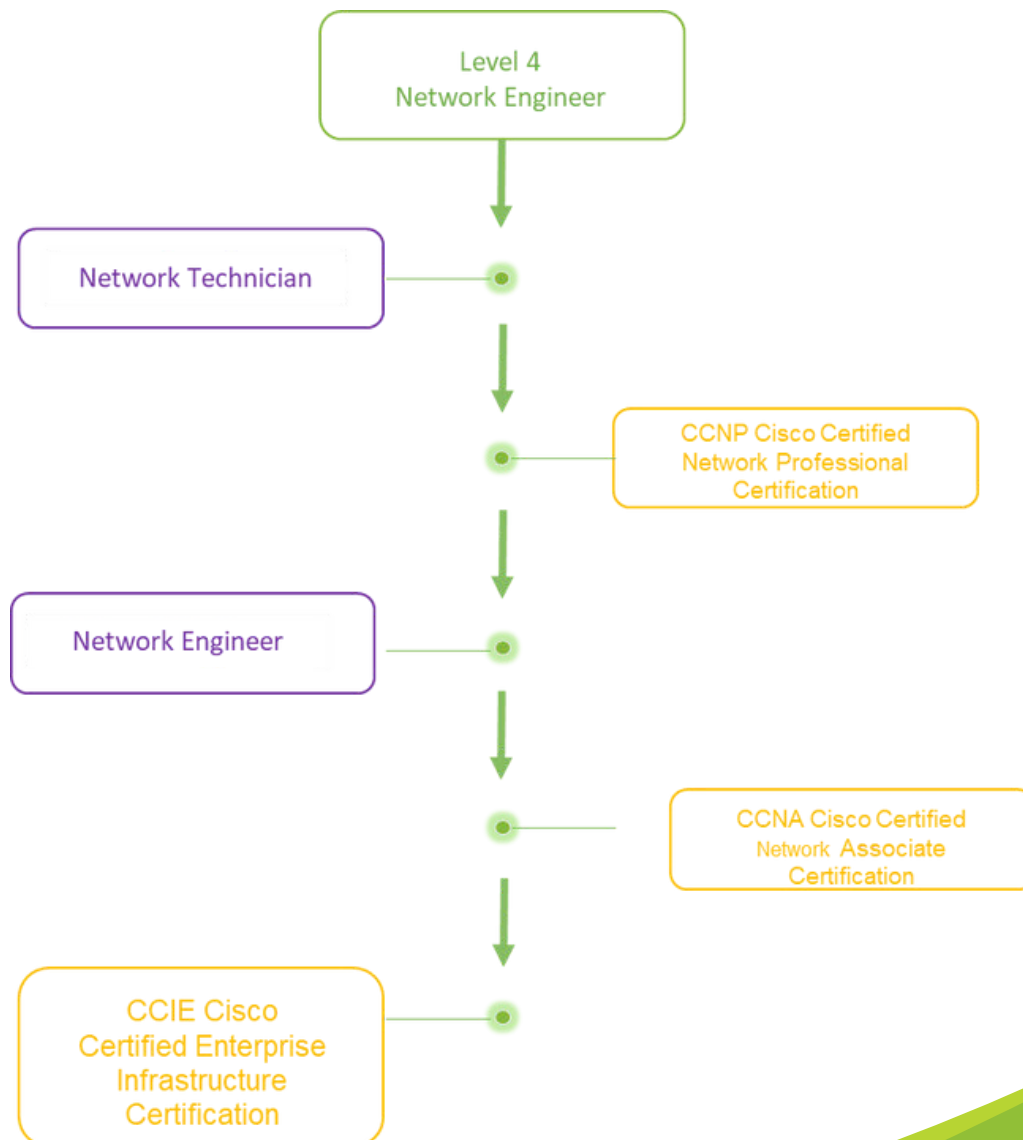 Level 4
Network Engineer
Network Technician
CCNP Cisco Certified
Network Professional
Certification
Network Engineer
CCNA Cisco Certified
Network Associate
Certification
CCIE Cisco
Certified Enterprise
Infrastructure
Certification